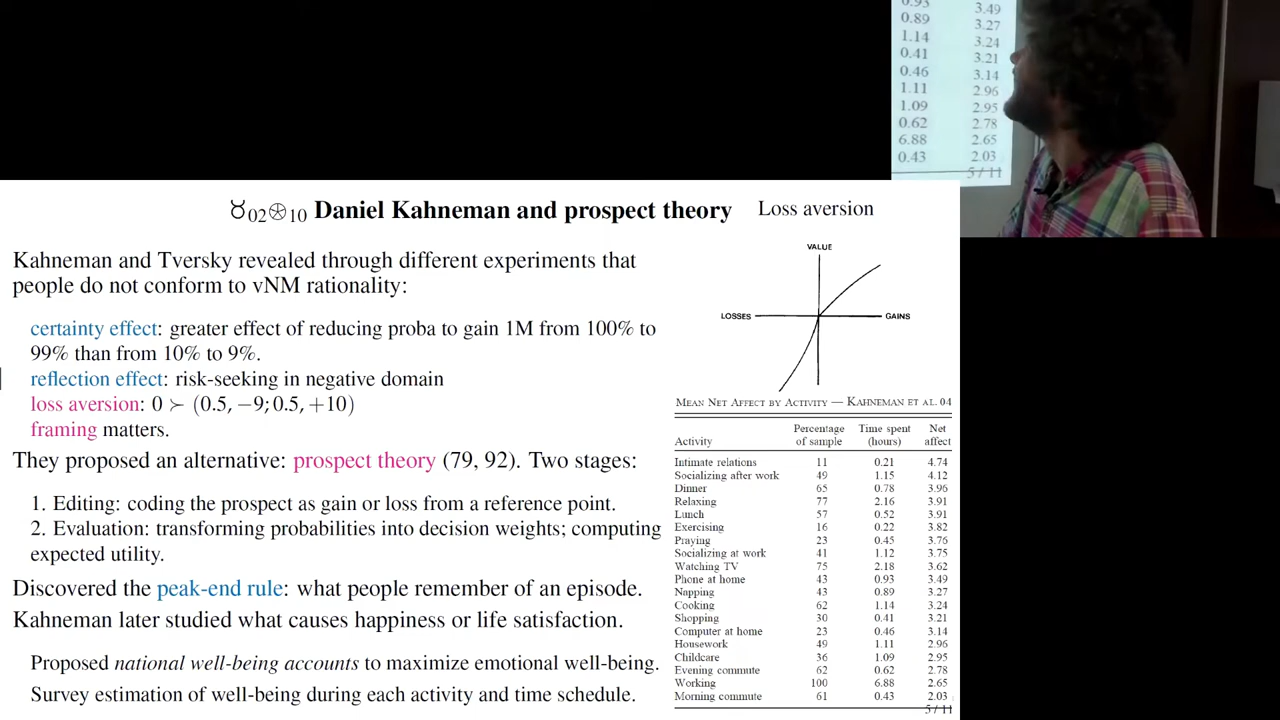 0.93 3.49
0.89 3.27
1.14 3.24
0.41 3.21
0.46 3.14
1.11 2.96
1.09 2.95
0.62 2.78
6.88 2.65
0.43 2.03
5 / 11
♉02⊛10 Daniel Kahneman and prospect theory
Kahneman and Tversky revealed through different experiments that
people do not conform to vNM rationality:
certainty effect: greater effect of reducing proba to gain 1M from 100% to
99% than from 10% to 9%.
reflection effect: risk-seeking in negative domain
loss aversion: 0 ≻ (0.5, −9; 0.5, +10)
framing matters.
They proposed an alternative: prospect theory (79, 92). Two stages:
1. Editing: coding the prospect as gain or loss from a reference point.
2. Evaluation: transforming probabilities into decision weights; computing
expected utility.
Discovered the peak-end rule: what people remember of an episode.
Kahneman later studied what causes happiness or life satisfaction.
Proposed national well-being accounts to maximize emotional well-being.
Survey estimation of well-being during each activity and time schedule.
Loss aversion
VALUE
LOSSES GAINS
Mean Net Affect by Activity — Kahneman et al. 04
Percentage Time spent Net
Activity of sample (hours) affect
Intimate relations 11 0.21 4.74
Socializing after work 49 1.15 4.12
Dinner 65 0.78 3.96
Relaxing 77 2.16 3.91
Lunch 57 0.52 3.91
Exercising 16 0.22 3.82
Praying 23 0.45 3.76
Socializing at work 41 1.12 3.75
Watching TV 75 2.18 3.62
Phone at home 43 0.93 3.49
Napping 43 0.89 3.27
Cooking 62 1.14 3.24
Shopping 30 0.41 3.21
Computer at home 23 0.46 3.14
Housework 49 1.11 2.96
Childcare 36 1.09 2.95
Evening commute 62 0.62 2.78
Working 100 6.88 2.65
Morning commute 61 0.43 2.03
5 / 11